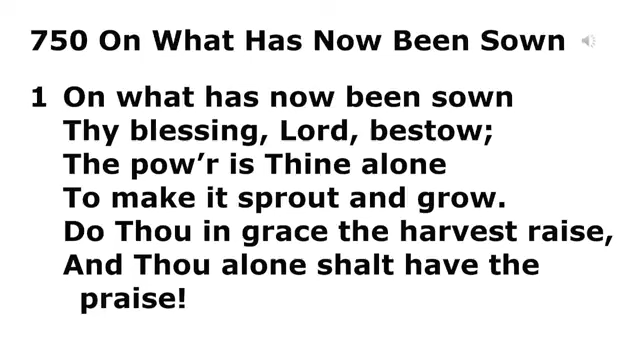 750 On What Has Now Been Sown
1 On what has now been sown
Thy blessing, Lord, bestow;
The pow’r is Thine alone
To make it sprout and grow.
Do Thou in grace the harvest raise,
And Thou alone shalt have the
praise!